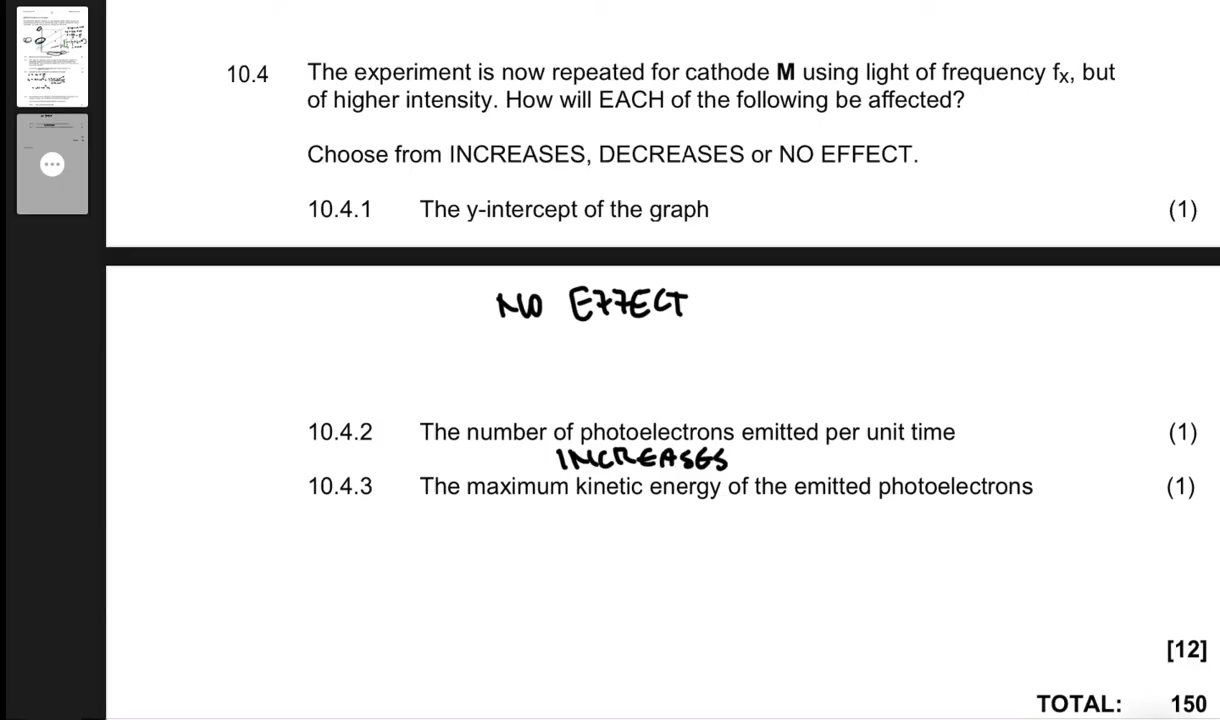 10.4 The experiment is now repeated for cathode M using light of frequency fX, but
of higher intensity. How will EACH of the following be affected?
Choose from INCREASES, DECREASES or NO EFFECT.
10.4.1 The y-intercept of the graph (1)
NO EFFECT
10.4.2 The number of photoelectrons emitted per unit time (1)
INCREASES
10.4.3 The maximum kinetic energy of the emitted photoelectrons (1)
[12]
TOTAL: 150